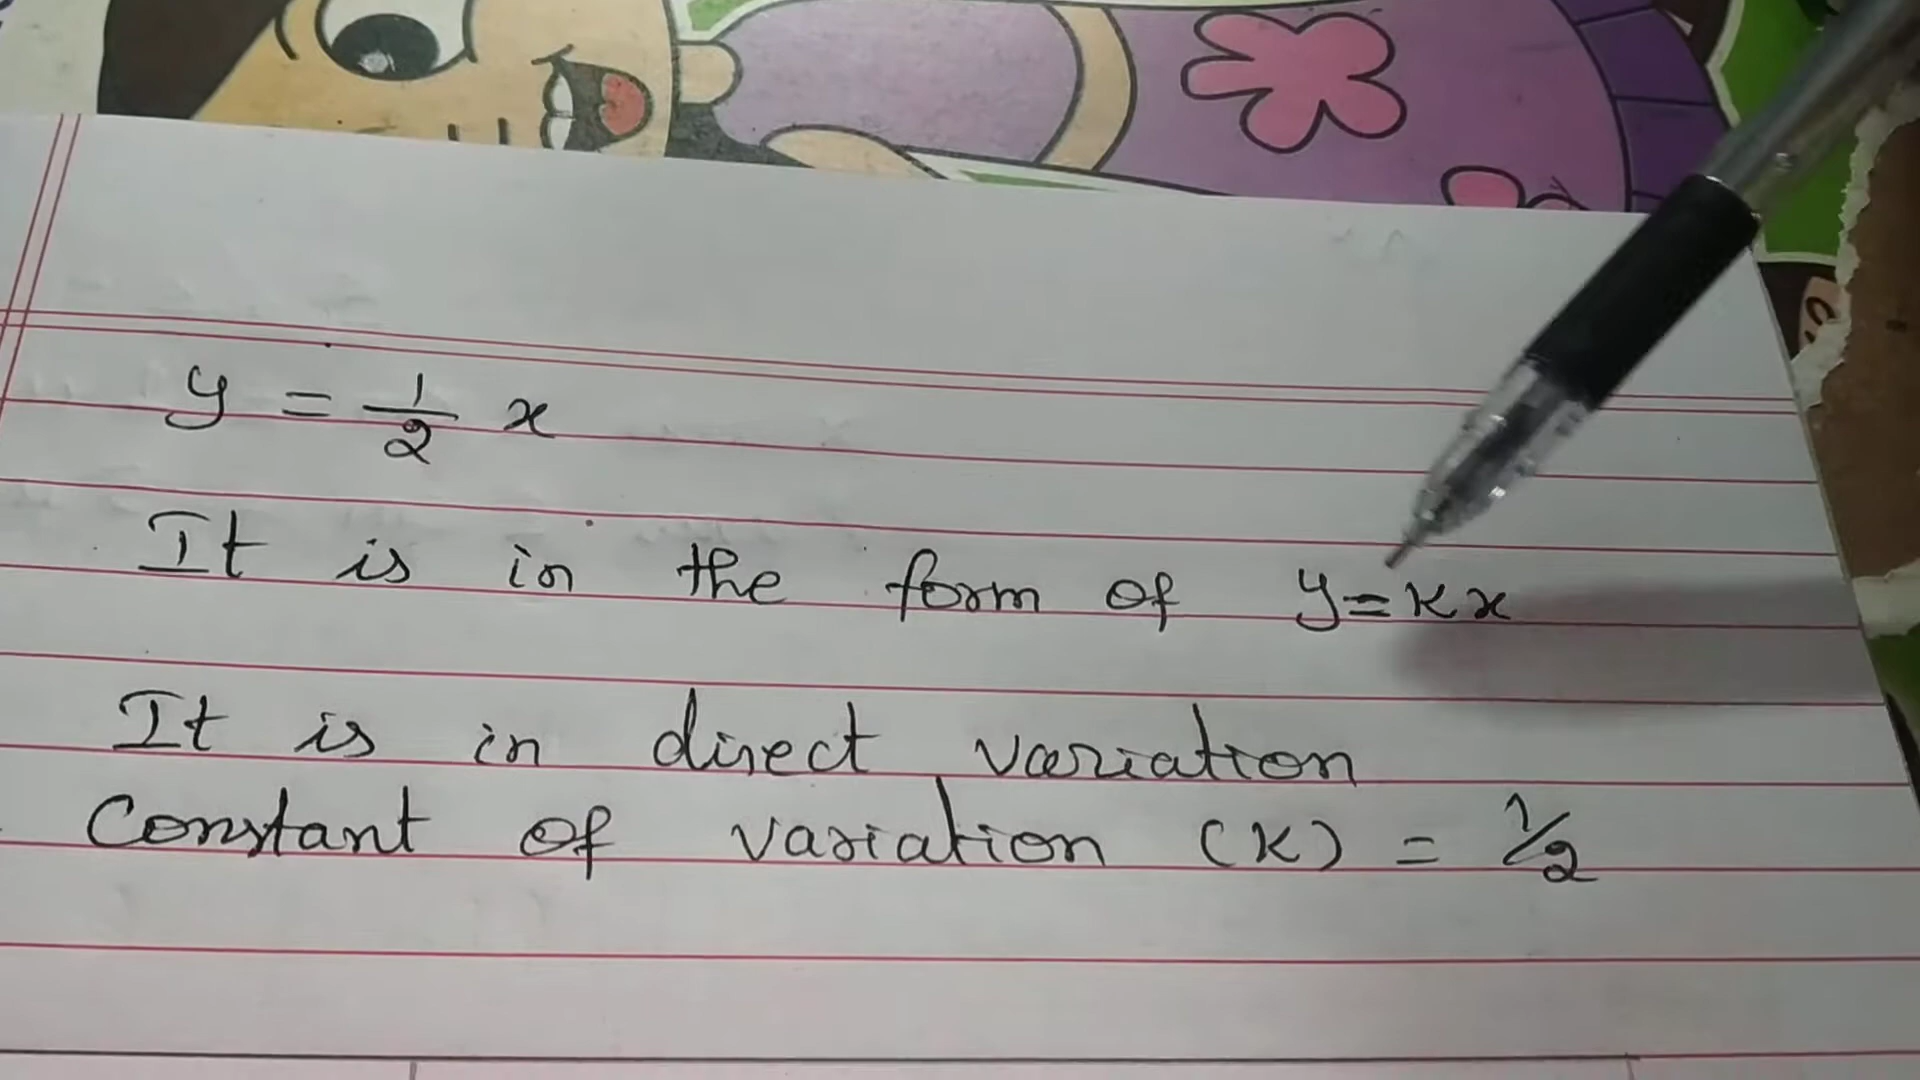 y = 1/2 x
It is in the form of y=kx
It is in direct variation
Constant of variation (k) = 1/2